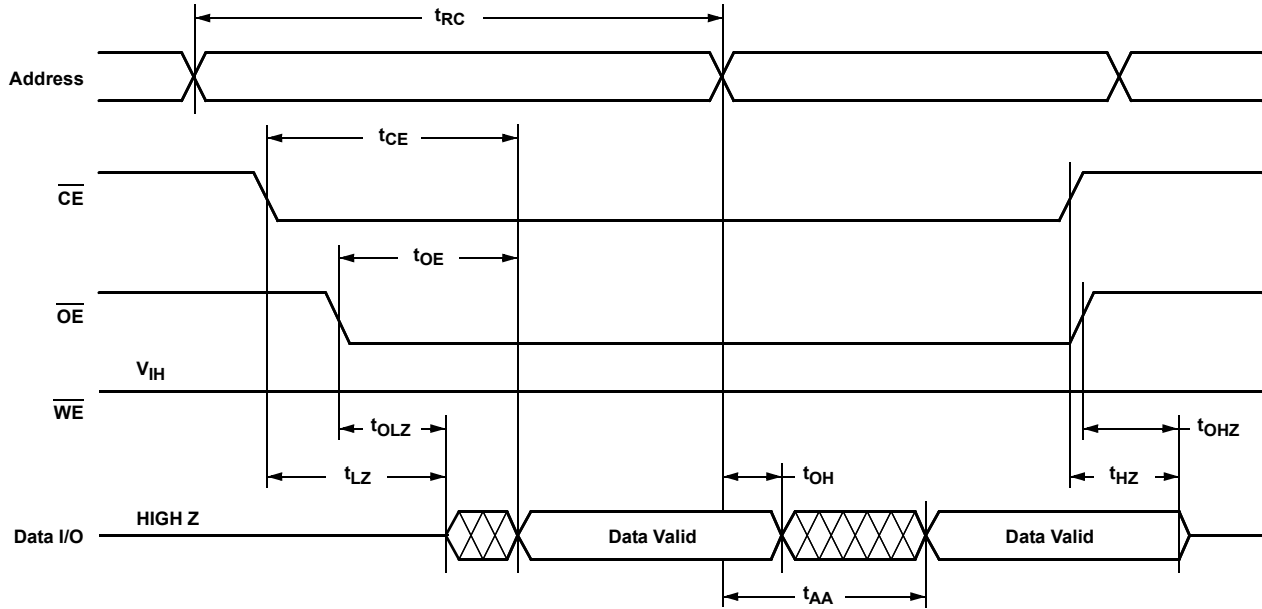 tRC
Address
tCE
CE
tOE
OE
VIH
WE
tOLZ
tOHZ
tLZ
tOH
tHZ
HIGH Z
Data I/O
Data Valid
Data Valid
tAA